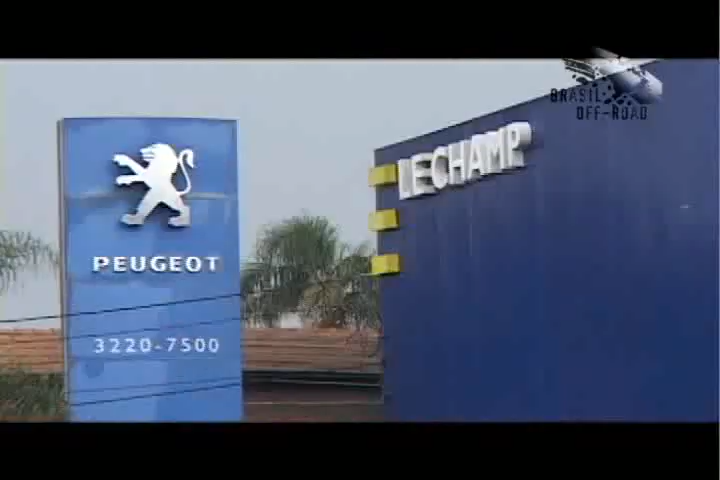 BRASIL
OFF-ROAD
LECHAMP
PEUGEOT
3220-7500